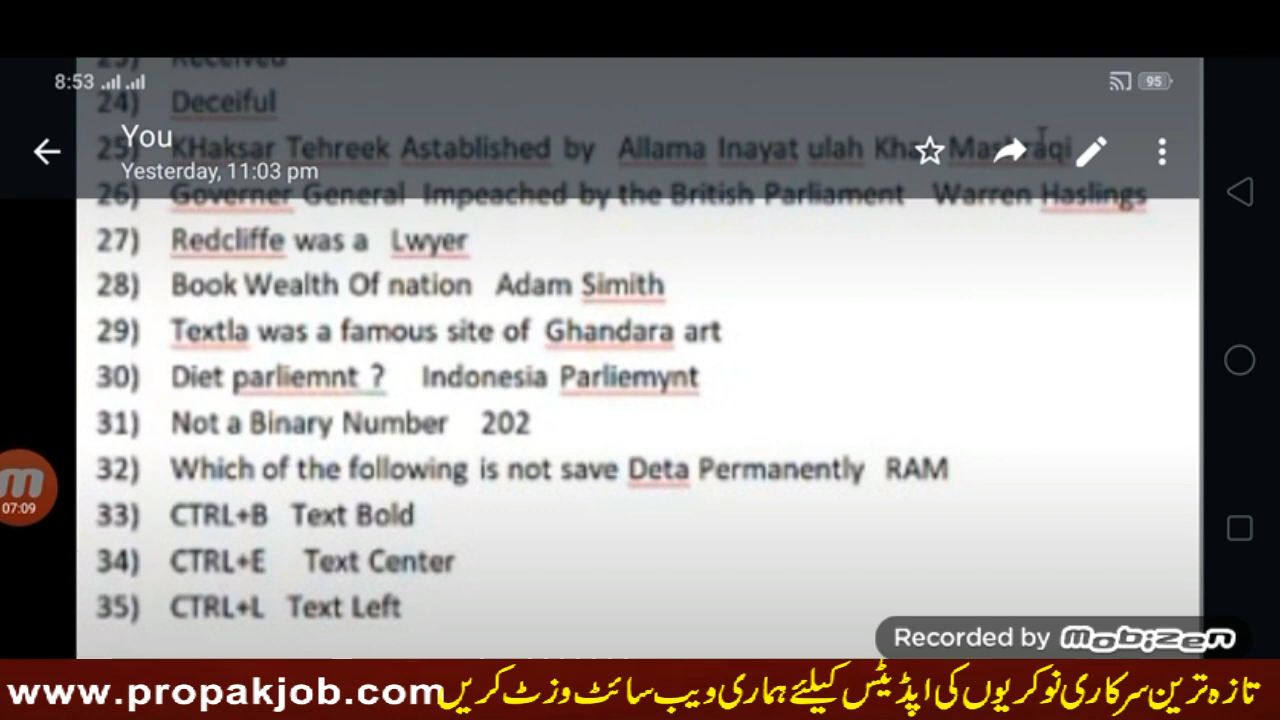 23) Received
8:53
95
24) Deceiful
You
25) KHaksar Tehreek Astablished by Allama Inayat ulah Khan Mashraqi
Yesterday, 11:03 pm
26) Governer General Impeached by the British Parliament Warren Haslings
27) Redcliffe was a Lwyer
28) Book Wealth Of nation Adam Simith
29) Textla was a famous site of Ghandara art
30) Diet parliemnt ? Indonesia Parliemynt
31) Not a Binary Number 202
32) Which of the following is not save Deta Permanently RAM
m
07:09
33) CTRL+B Text Bold
34) CTRL+E Text Center
35) CTRL+L Text Left
Recorded by mobizen
www.propakjob.com تازہ ترین سرکاری نوکریوں کی اپڈیٹس کیلئے ہماری ویب سائٹ وزٹ کریں